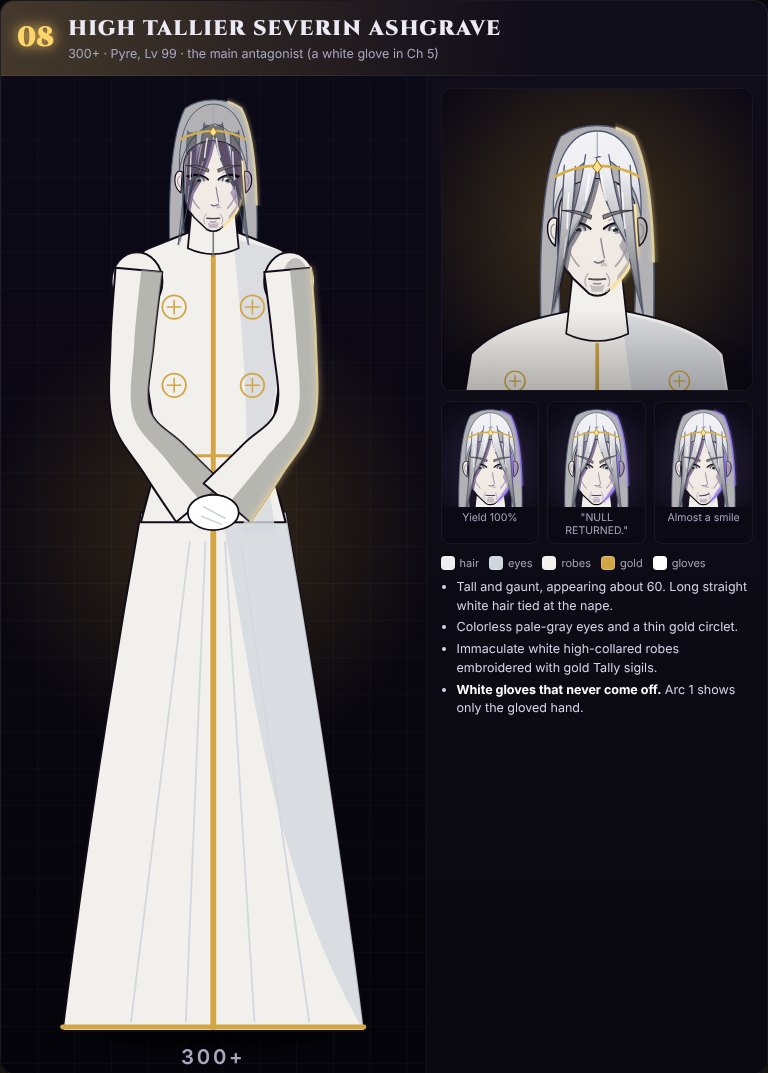 08
HIGH TALLIER SEVERIN ASHGRAVE
300+ · Pyre, Lv 99 · the main antagonist (a white glove in Ch 5)
300+
Yield 100%
"NULL
RETURNED."
Almost a smile
hair eyes robes gold gloves
• Tall and gaunt, appearing about 60. Long straight
white hair tied at the nape.
• Colorless pale-gray eyes and a thin gold circlet.
• Immaculate white high-collared robes
embroidered with gold Tally sigils.
• White gloves that never come off. Arc 1 shows
only the gloved hand.